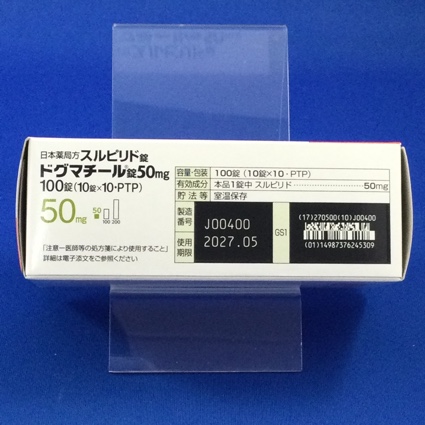 日本薬局方 スルピリド錠
ドグマチール®錠50mg
100錠(10錠×10・PTP)
50mg
50
100 200
「注意－医師等の処方箋により使用すること」
詳細は電子添文をご参照ください
容量・包装 100錠(10錠×10・PTP)
有効成分 本品1錠中 スルピリド 50mg
貯法等 室温保存
製造番号 J00400
使用期限 2027.05
GS1
(17)270500(10)J00400
(01)14987376245309